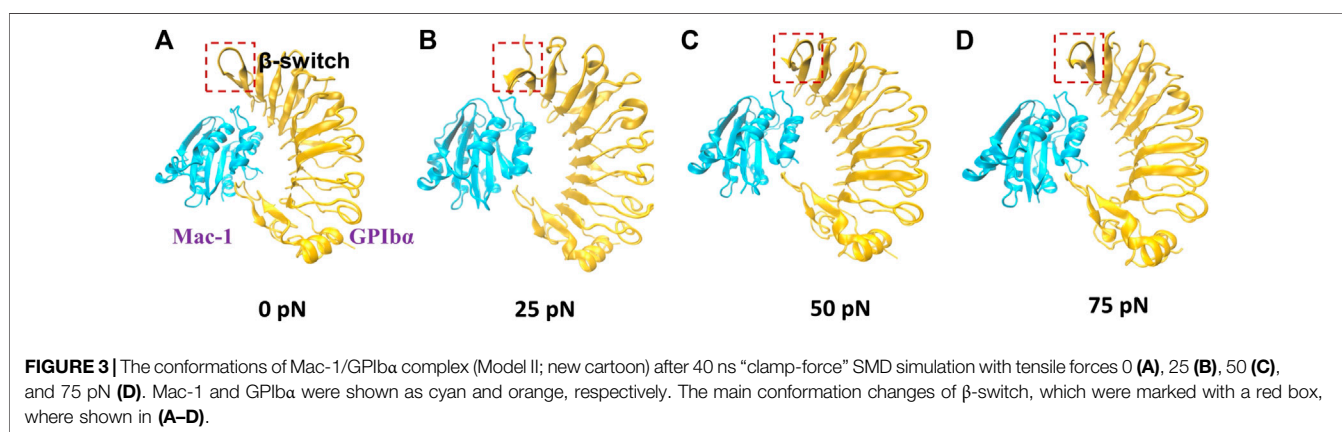 A
B
C
D
β-switch
Mac-1
GPIbα
0 pN
25 pN
50 pN
75 pN
FIGURE 3 | The conformations of Mac-1/GPIbα complex (Model II; new cartoon) after 40 ns “clamp-force” SMD simulation with tensile forces 0 (A), 25 (B), 50 (C),
and 75 pN (D). Mac-1 and GPIbα were shown as cyan and orange, respectively. The main conformation changes of β-switch, which were marked with a red box,
where shown in (A–D).